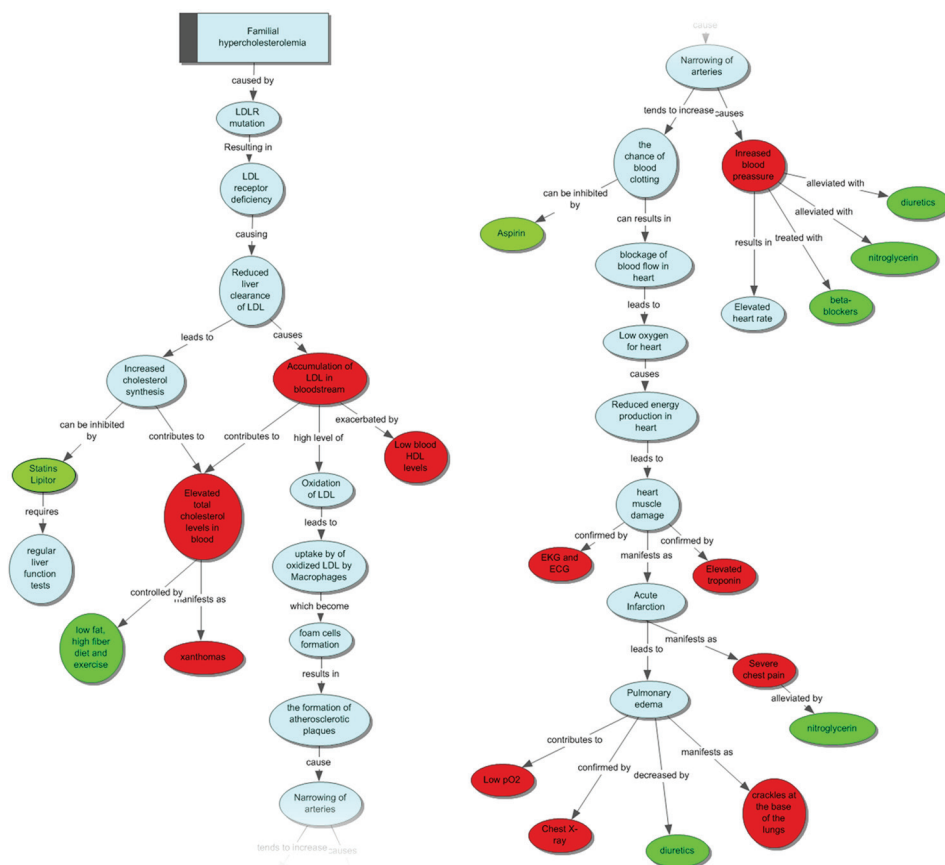 Familial
hypercholesterolemia
caused by
LDLR
mutation
Resulting in
LDL
receptor
deficiency
causing
Reduced
liver
clearance
of LDL
leads to
causes
Increased
cholesterol
synthesis
Accumulation of
LDL in
bloodstream
can be inhibited
by
contributes to
contributes to
high level of
exacerbated by
Statins
Lipitor
Elevated
total
cholesterol
levels in
blood
Oxidation
of LDL
Low blood
HDL
levels
requires
leads to
regular
liver
function
tests
uptake by of
oxidized LDL by
Macrophages
controlled by
manifests as
which become
low fat,
high fiber
diet and
exercise
xanthomas
foam cells
formation
results in
the formation of
atherosclerotic
plaques
cause
Narrowing of
arteries
tends to increase
causes
cause
Narrowing of
arteries
tends to increase
causes
the
chance of
blood
clotting
Inreased
blood
preassure
can be inhibited
by
alleviated with
diuretics
Aspirin
can results in
alleviated with
results in
treated with
nitroglycerin
blockage of
blood flow in
heart
Elevated
heart rate
beta-
blockers
leads to
Low oxygen
for heart
causes
Reduced energy
production in
heart
leads to
heart
muscle
damage
confirmed by
confirmed by
EKG and
ECG
manifests as
Elevated
troponin
Acute
Infarction
leads to
manifests as
Severe
chest pain
alleviated by
Pulmonary
edema
nitroglycerin
contributes to
confirmed by
decreased by
manifests as
Low pO2
Chest X-
ray
diuretics
crackles at
the base
of the
lungs